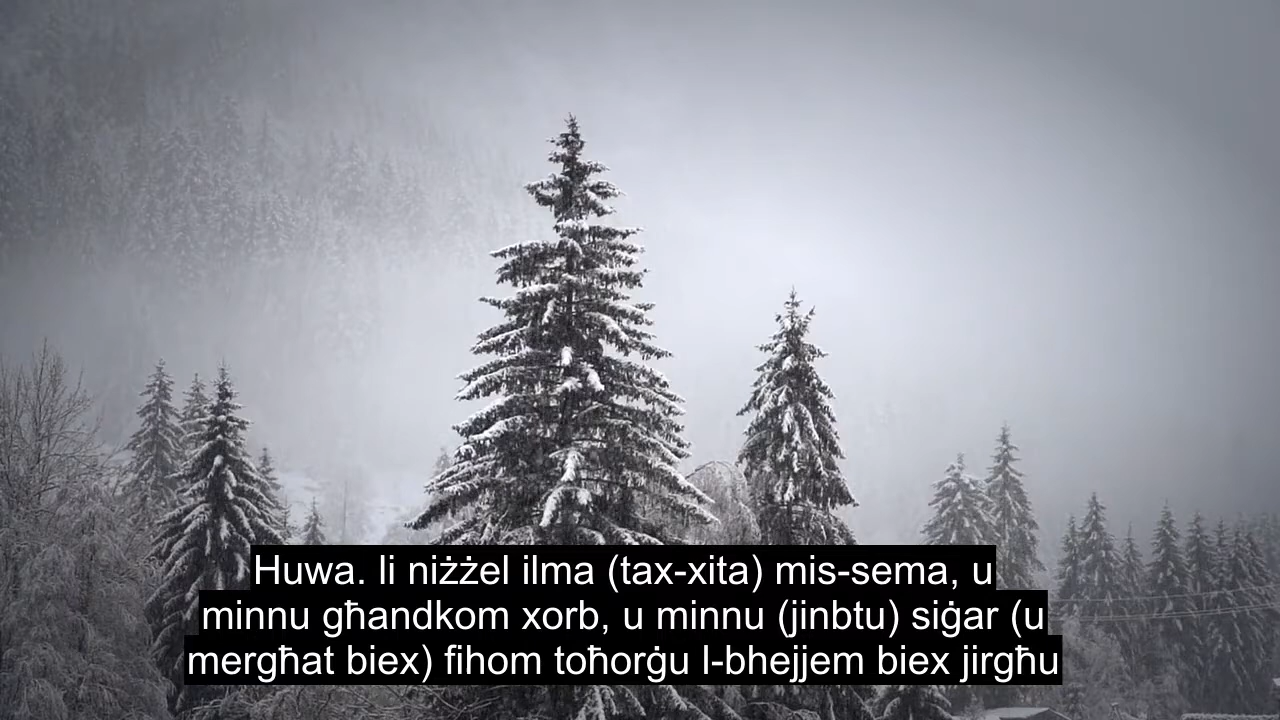 Huwa. li niżżel ilma (tax-xita) mis-sema, u
minnu għandkom xorb, u minnu (jinbtu) siġar (u
mergħat biex) fihom toħorġu l-bhejjem biex jirgħu